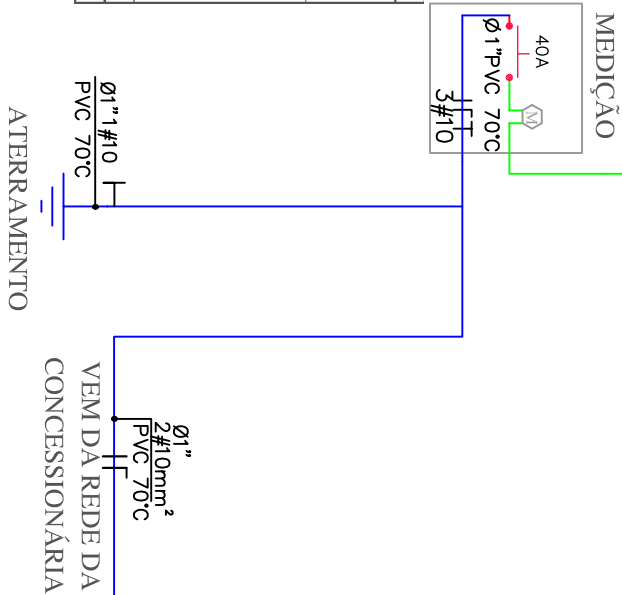 MEDIÇÃO
40A
Ø1"PVC 70°C
M
3#10
Ø1"1#10
PVC 70°C
ATERRAMENTO
Ø1"
2#10mm²
PVC 70°C
VEM DA REDE DA
CONCESSIONÁRIA